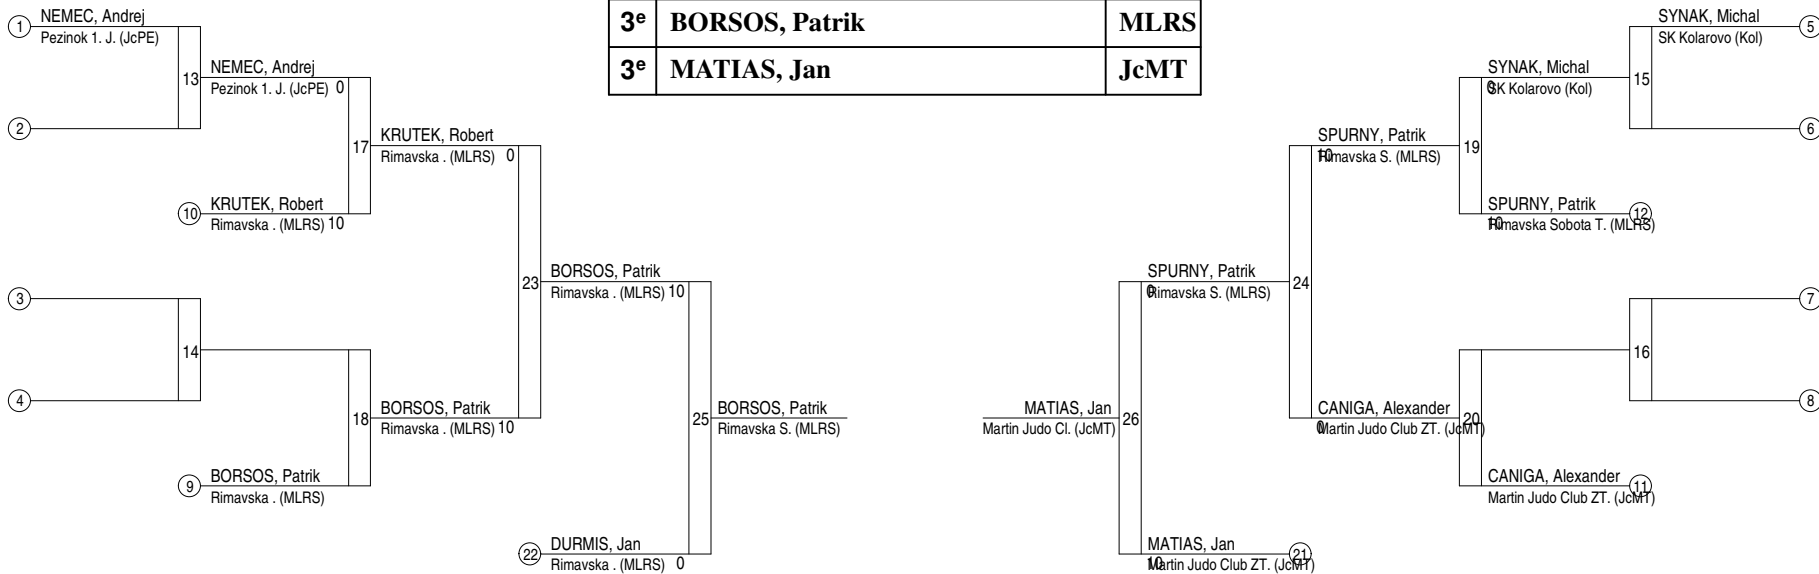 3e BORSOS, Patrik MLRS
3e MATIAS, Jan JcMT
1 NEMEC, Andrej
Pezinok 1. J. (JcPE)
13
2
NEMEC, Andrej
Pezinok 1. J. (JcPE) 0
17
10 KRUTEK, Robert
Rimavska . (MLRS) 10
KRUTEK, Robert
Rimavska . (MLRS) 0
23
3
14
4
18
BORSOS, Patrik
Rimavska . (MLRS) 10
9 BORSOS, Patrik
Rimavska . (MLRS)
BORSOS, Patrik
Rimavska . (MLRS) 10
25
22 DURMIS, Jan
Rimavska . (MLRS) 0
BORSOS, Patrik
Rimavska S. (MLRS)
SYNAK, Michal 5
SK Kolarovo (Kol)
15
6
SYNAK, Michal
0 SK Kolarovo (Kol)
19
SPURNY, Patrik 12
10 Rimavska Sobota T. (MLRS)
SPURNY, Patrik
10 Rimavska S. (MLRS)
24
7
16
8
20
CANIGA, Alexander
0 Martin Judo Club ZT. (JcMT)
CANIGA, Alexander 11
Martin Judo Club ZT. (JcMT)
SPURNY, Patrik
0 Rimavska S. (MLRS)
26
MATIAS, Jan 21
10 Martin Judo Club ZT. (JcMT)
MATIAS, Jan
Martin Judo Cl. (JcMT)